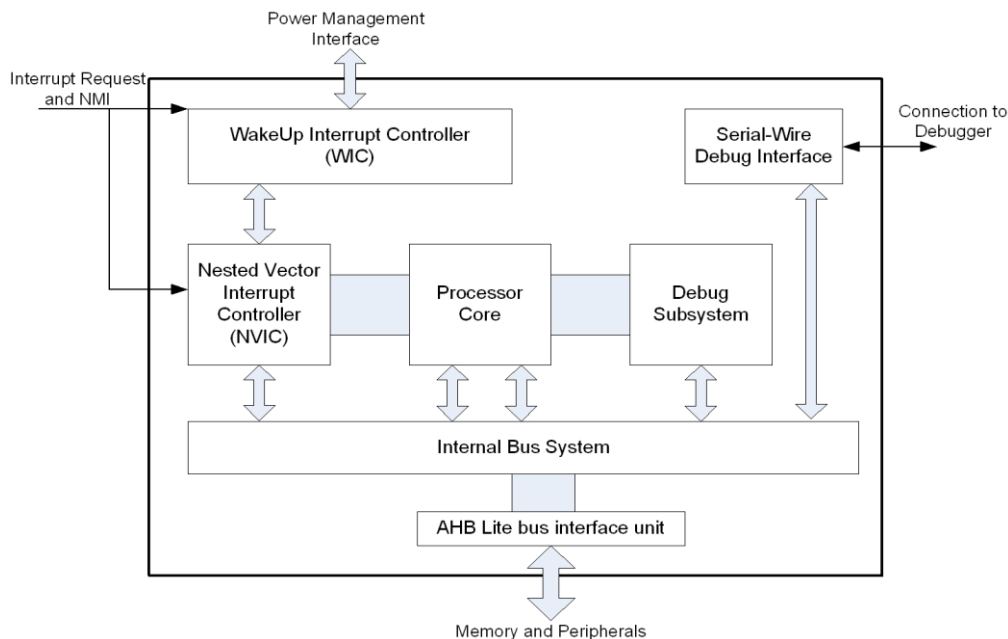 Power Management
Interface
Interrupt Request
and NMI
Connection to
Debugger
WakeUp Interrupt Controller
(WIC)
Serial-Wire
Debug Interface
Nested Vector
Interrupt
Controller
(NVIC)
Processor
Core
Debug
Subsystem
Internal Bus System
AHB Lite bus interface unit
Memory and Peripherals